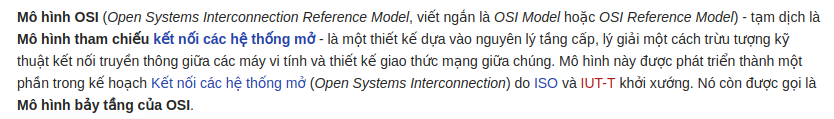 Mô hình OSI (Open Systems Interconnection Reference Model, viết ngắn là OSI Model hoặc OSI Reference Model) - tạm dịch là
Mô hình tham chiếu kết nối các hệ thống mở - là một thiết kế dựa vào nguyên lý tầng cấp, lý giải một cách trừu tượng kỹ
thuật kết nối truyền thông giữa các máy vi tính và thiết kế giao thức mạng giữa chúng. Mô hình này được phát triển thành một
phần trong kế hoạch Kết nối các hệ thống mở (Open Systems Interconnection) do ISO và IUT-T khởi xướng. Nó còn được gọi là
Mô hình bảy tầng của OSI.